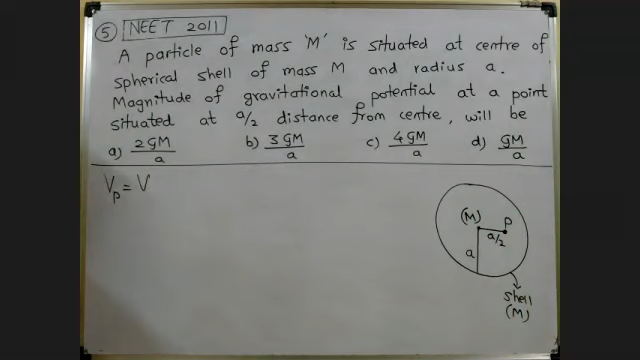 ⑤ NEET 2011
A particle of mass 'M' is situated at centre of
spherical shell of mass M and radius a.
Magnitude of gravitational potential at a point
situated at a/2 distance from centre, will be
a) 2GM/a b) 3GM/a c) 4GM/a d) GM/a
Vp = V
(M) P
a/2
a
Shell
(M)